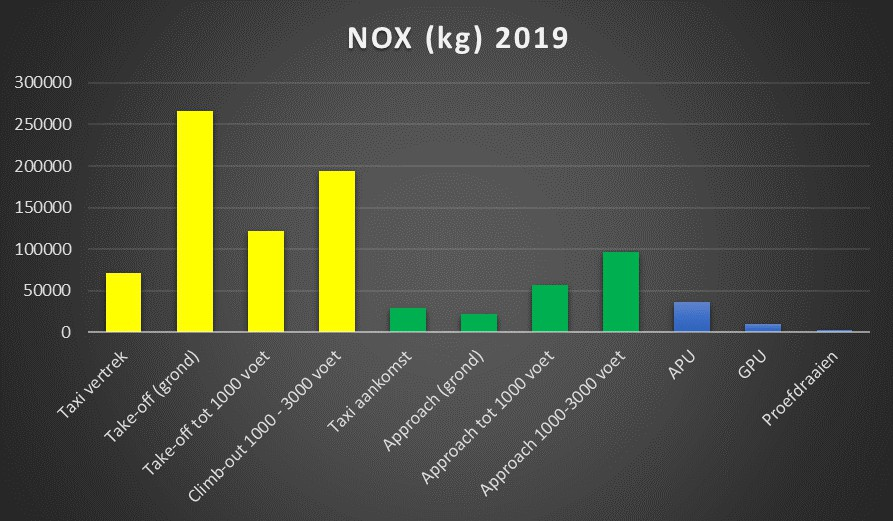 NOX (kg) 2019
300000
250000
200000
150000
100000
50000
0
Taxi vertrek
Take-off (grond)
Take-off tot 1000 voet
Climb-out 1000 - 3000 voet
Taxi aankomst
Approach (grond)
Approach tot 1000 voet
Approach 1000-3000 voet
APU
GPU
Proefdraaien